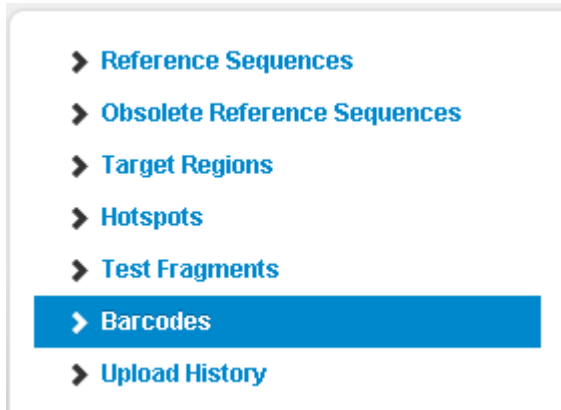 Reference Sequences
Obsolete Reference Sequences
Target Regions
Hotspots
Test Fragments
Barcodes
Upload History